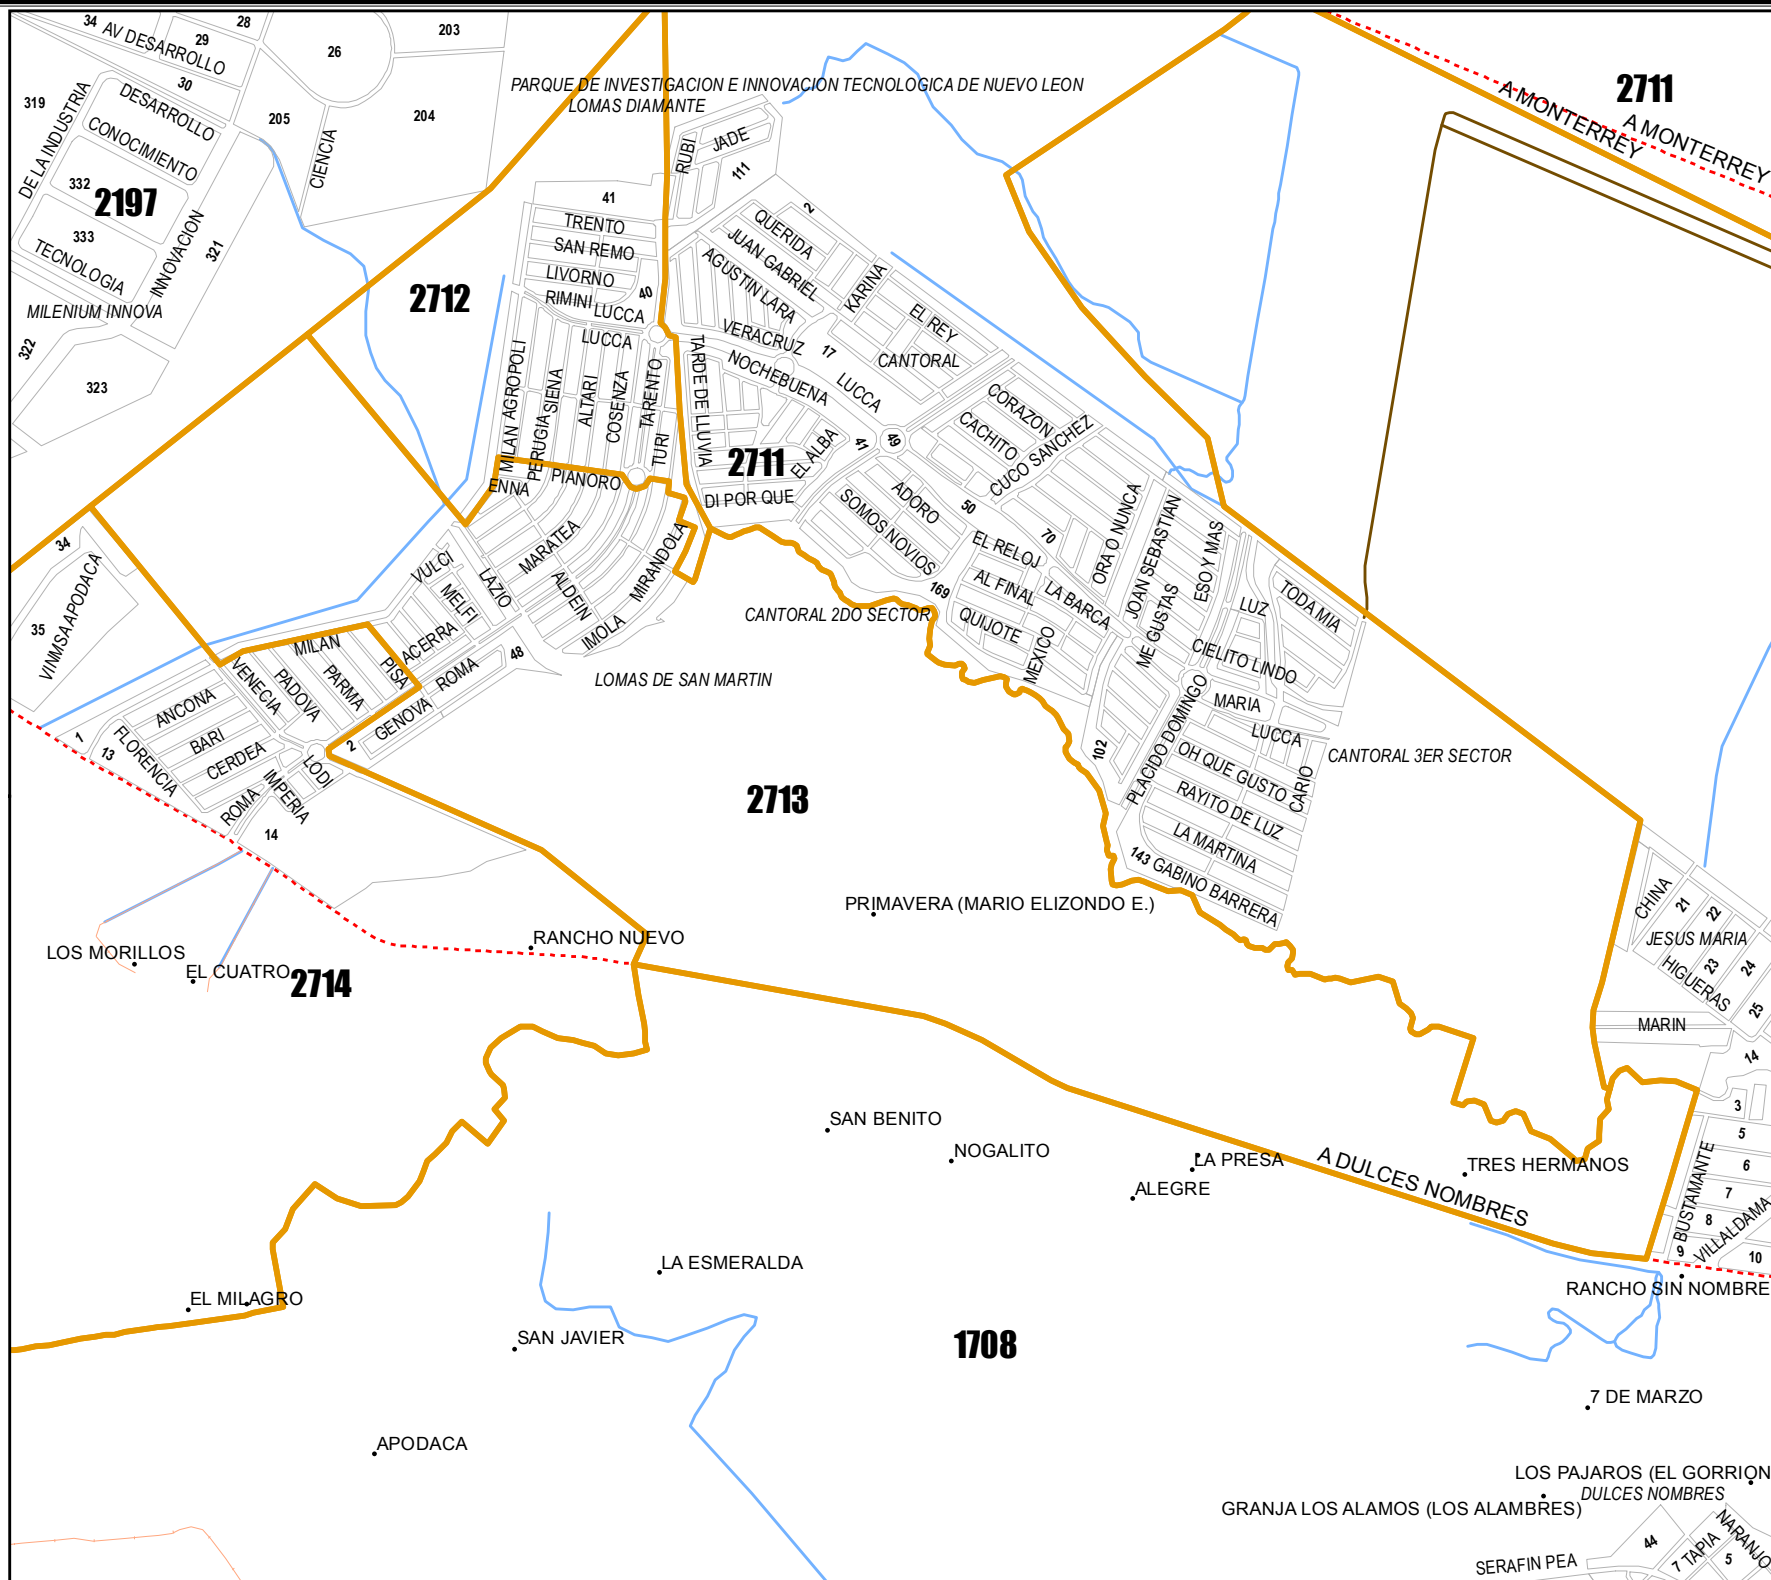 34
AV DESARROLLO
28
29
26
203
30
319
DE LA INDUSTRIA
DESARROLLO
CONOCIMIENTO
205
204
CIENCIA
332
2197
333
TECNOLOGIA
INNOVACION
321
MILENIUM INNOVA
322
323
PARQUE DE INVESTIGACION E INNOVACION TECNOLOGICA DE NUEVO LEON
LOMAS DIAMANTE
RUBI
JADE
111
2711
A MONTERREY
A MONTERREY
41
TRENTO
SAN REMO
LIVORNO
RIMINI
LUCCA
40
LUCCA
2712
2
QUERIDA
JUAN GABRIEL
AGUSTIN LARA
KARINA
EL REY
VERACRUZ
17
CANTORAL
NOCHEBUENA
LUCCA
TARDE DE LLUVIA
MILAN AGROPOLI
PERUGIA
SIENA
ALTARI
COSENZA
TARENTO
TURI
CORAZON
CACHITO
CUCO SANCHEZ
49
41
EL ALBA
2711
DI POR QUE
ENNA
PIANORO
ADORO
SOMOS NOVIOS
50
70
ORA O NUNCA
JOAN SEBASTIAN
ESO Y MAS
EL RELOJ
AL FINAL
LA BARCA
169
QUIJOTE
MEXICO
ME GUSTAS
LUZ
TODA MIA
CIELITO LINDO
MARATEA
MIRANDOLA
VULCI
LAZIO
MELFI
ALDEIN
IMOLA
ACERRA
CANTORAL 2DO SECTOR
34
VINMSA APODACA
35
MILAN
PISA
ROMA
48
LOMAS DE SAN MARTIN
VENECIA
PADOVA
PARMA
ANCONA
GENOVA
BARI
CERDEA
2
1
13
FLORENCIA
LODI
IMPERIA
ROMA
14
PLACIDO DOMINGO
MARIA
LUCCA
102
OH QUE GUSTO
CARIO
CANTORAL 3ER SECTOR
RAYITO DE LUZ
LA MARTINA
143
GABINO BARRERA
2713
PRIMAVERA (MARIO ELIZONDO E.)
CHINA
21
22
JESUS MARIA
23
24
HIGUERAS
25
MARIN
14
LOS MORILLOS
EL CUATRO
2714
RANCHO NUEVO
3
5
6
7
8
9
10
BUSTAMANTE
VILLALDAMA
SAN BENITO
NOGALITO
LA PRESA
ALEGRE
A DULCES NOMBRES
TRES HERMANOS
LA ESMERALDA
EL MILAGRO
RANCHO SIN NOMBRE
SAN JAVIER
1708
7 DE MARZO
APODACA
LOS PAJAROS (EL GORRION
DULCES NOMBRES
GRANJA LOS ALAMOS (LOS ALAMBRES)
44
NARANJO
7
TAPIA
5
SERAFIN PEA